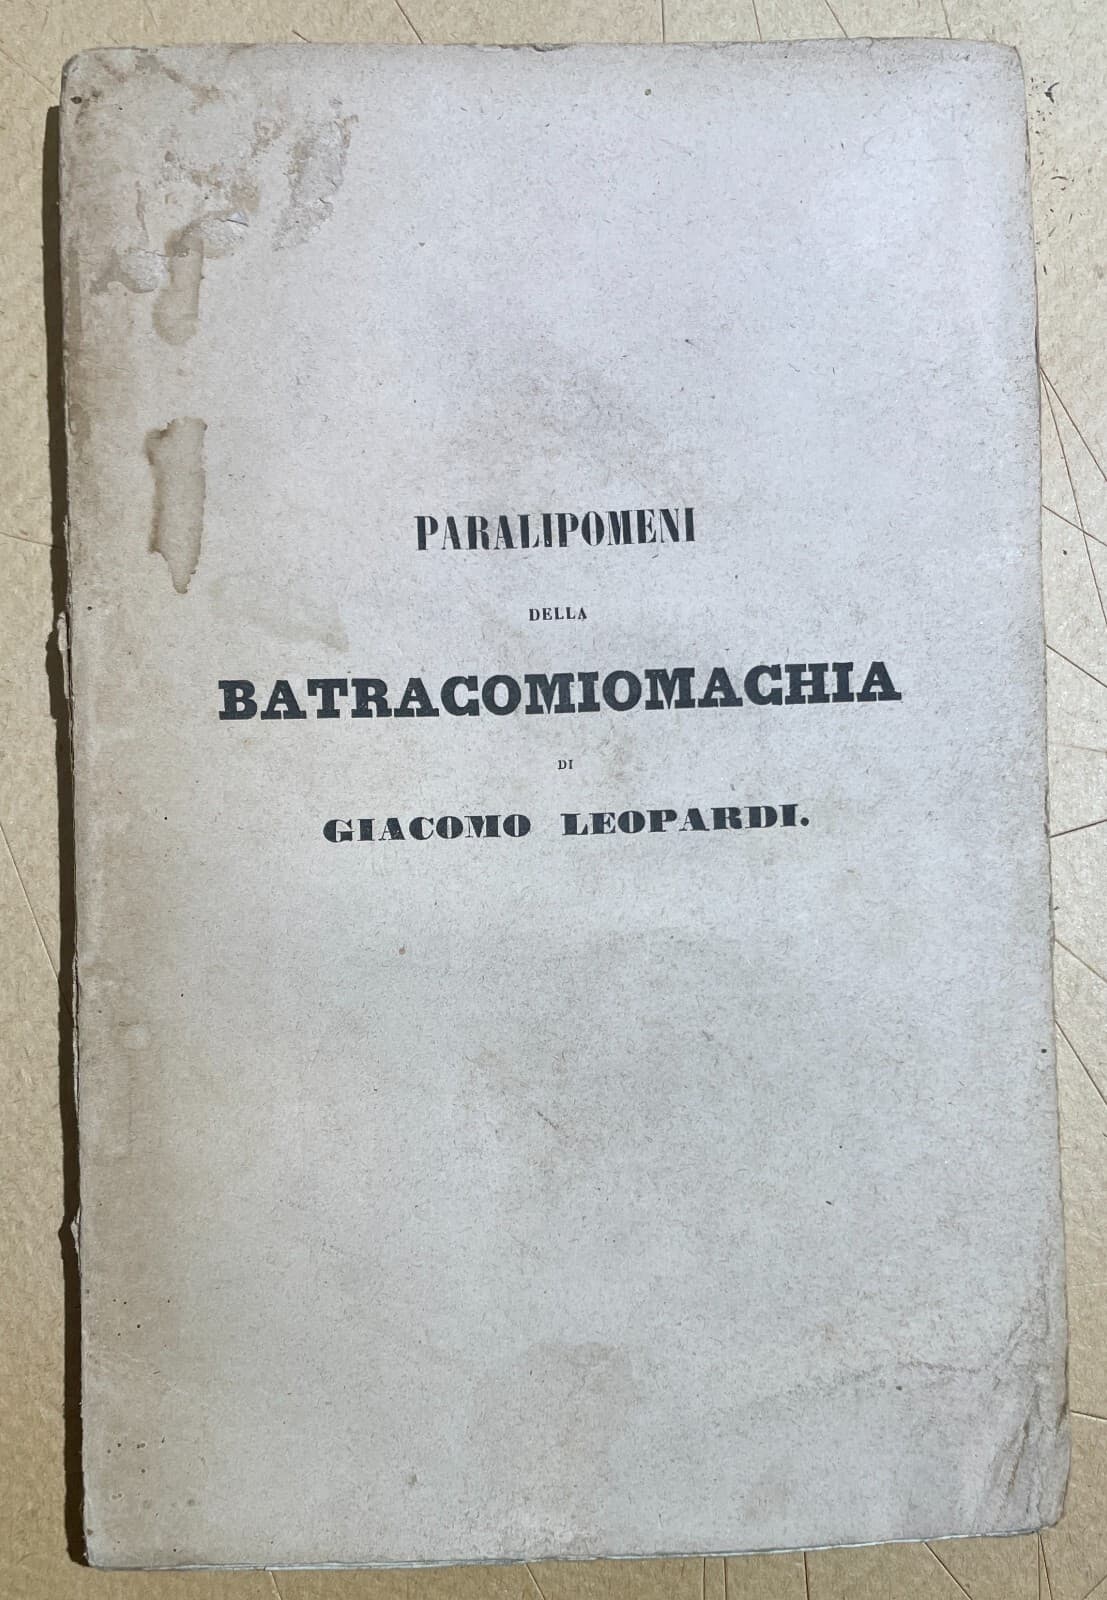 PARALIPOMENI
DELLA
BATRACOMIOMACHIA
DI
GIACOMO LEOPARDI.